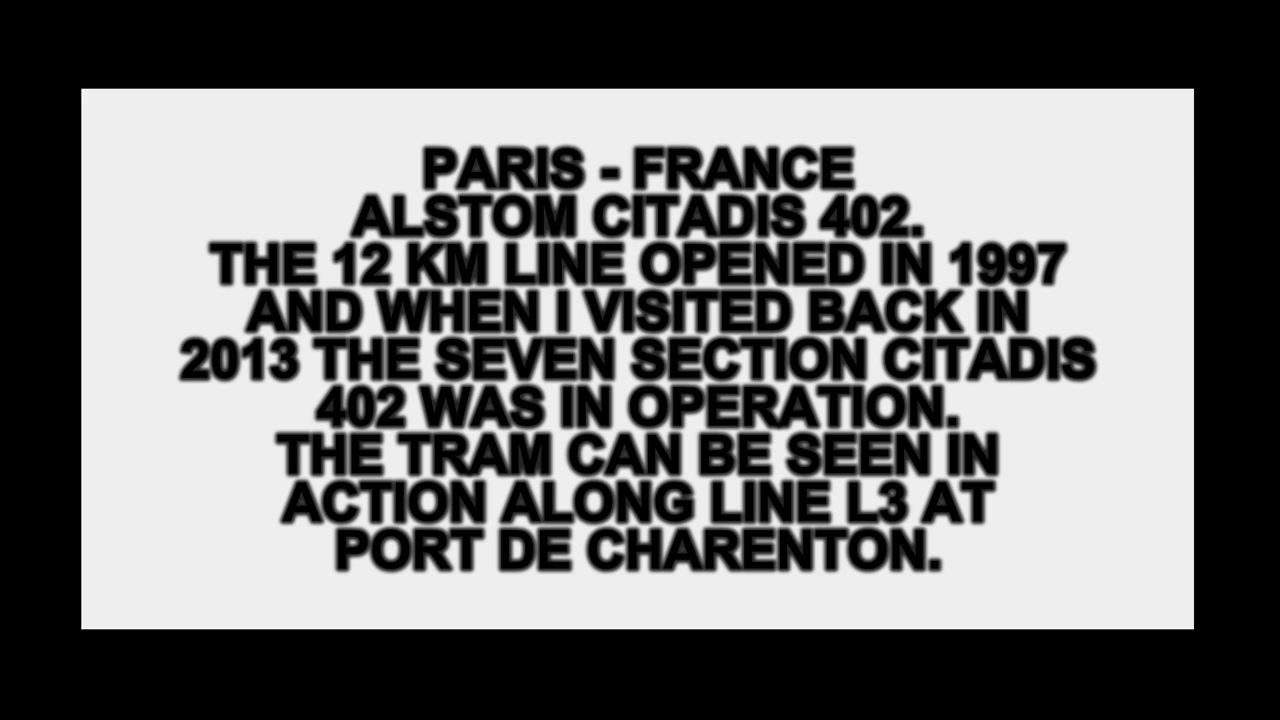 PARIS - FRANCE
ALSTOM CITADIS 402.
THE 12 KM LINE OPENED IN 1997
AND WHEN I VISITED BACK IN
2013 THE SEVEN SECTION CITADIS
402 WAS IN OPERATION.
THE TRAM CAN BE SEEN IN
ACTION ALONG LINE L3 AT
PORT DE CHARENTON.